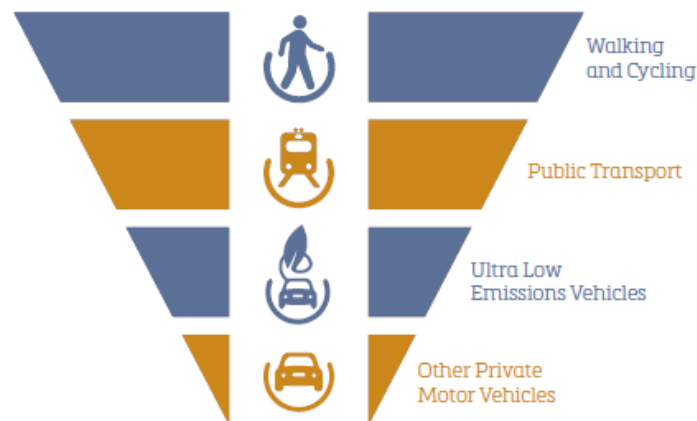 Walking
and Cycling
Public Transport
Ultra Low
Emissions Vehicles
Other Private
Motor Vehicles